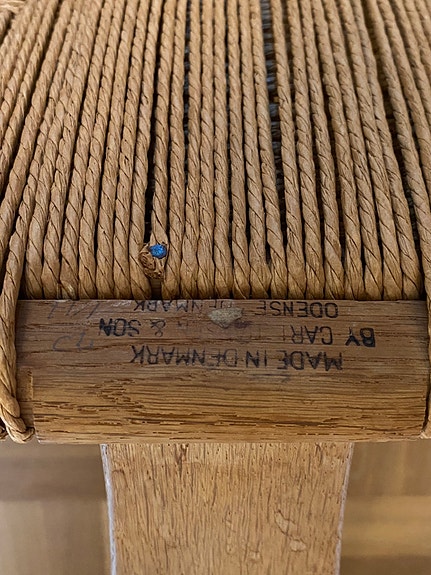 MADE IN DENMARK
BY CARL & SON
ODENSE DENMARK